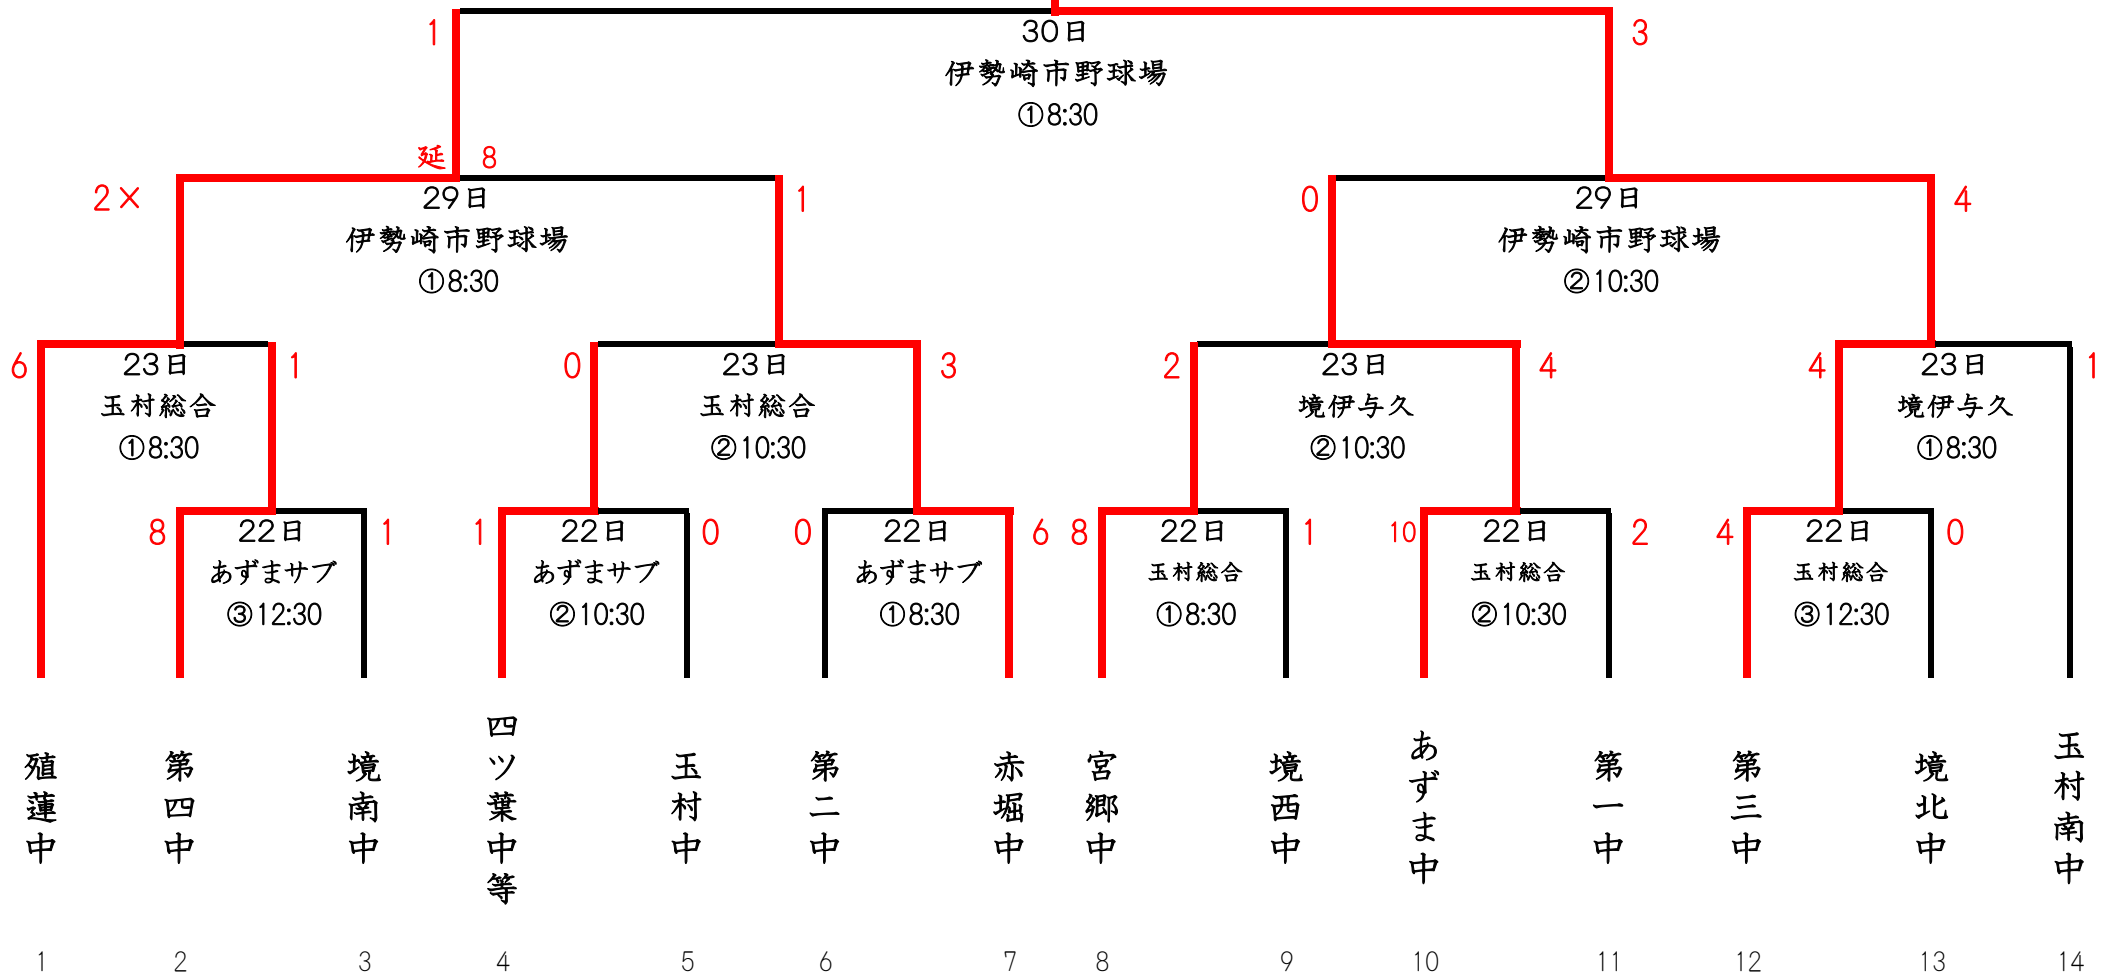 1
30日
3
伊勢崎市野球場
①8:30
延 8
2×
29日
1
0
29日
4
伊勢崎市野球場
伊勢崎市野球場
①8:30
②10:30
6
23日
1
0
23日
3
2
23日
4
4
23日
1
玉村総合
玉村総合
境伊与久
境伊与久
①8:30
②10:30
②10:30
①8:30
8
22日
1
1
22日
0
0
22日
6
8
22日
1
10
22日
2
4
22日
0
あずまサブ
あずまサブ
あずまサブ
玉村総合
玉村総合
玉村総合
③12:30
②10:30
①8:30
①8:30
②10:30
③12:30
殖蓮中
第四中
境南中
四ツ葉中等
玉村中
第二中
赤堀中
宮郷中
境西中
あずま中
第一中
第三中
境北中
玉村南中
1
2
3
4
5
6
7
8
9
10
11
12
13
14